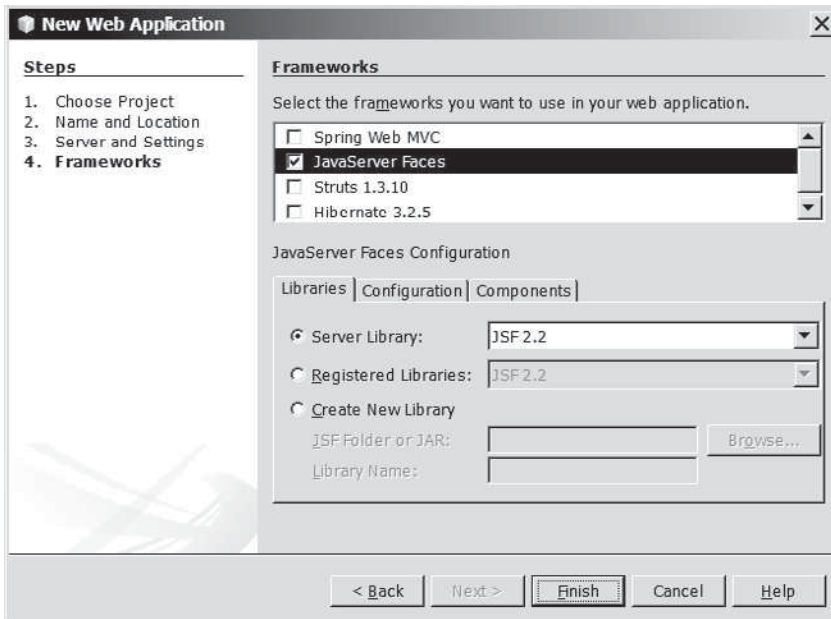 New Web Application
Steps
1. Choose Project
2. Name and Location
3. Server and Settings
4. Frameworks
Frameworks
Select the frameworks you want to use in your web application.
Spring Web MVC
JavaServer Faces
Struts 1.3.10
Hibernate 3.2.5
JavaServer Faces Configuration
Libraries Configuration Components
Server Library: JSF 2.2
Registered Libraries: JSF 2.2
Create New Library
JSF Folder or JAR: Browse...
Library Name:
< Back Next > Finish Cancel Help